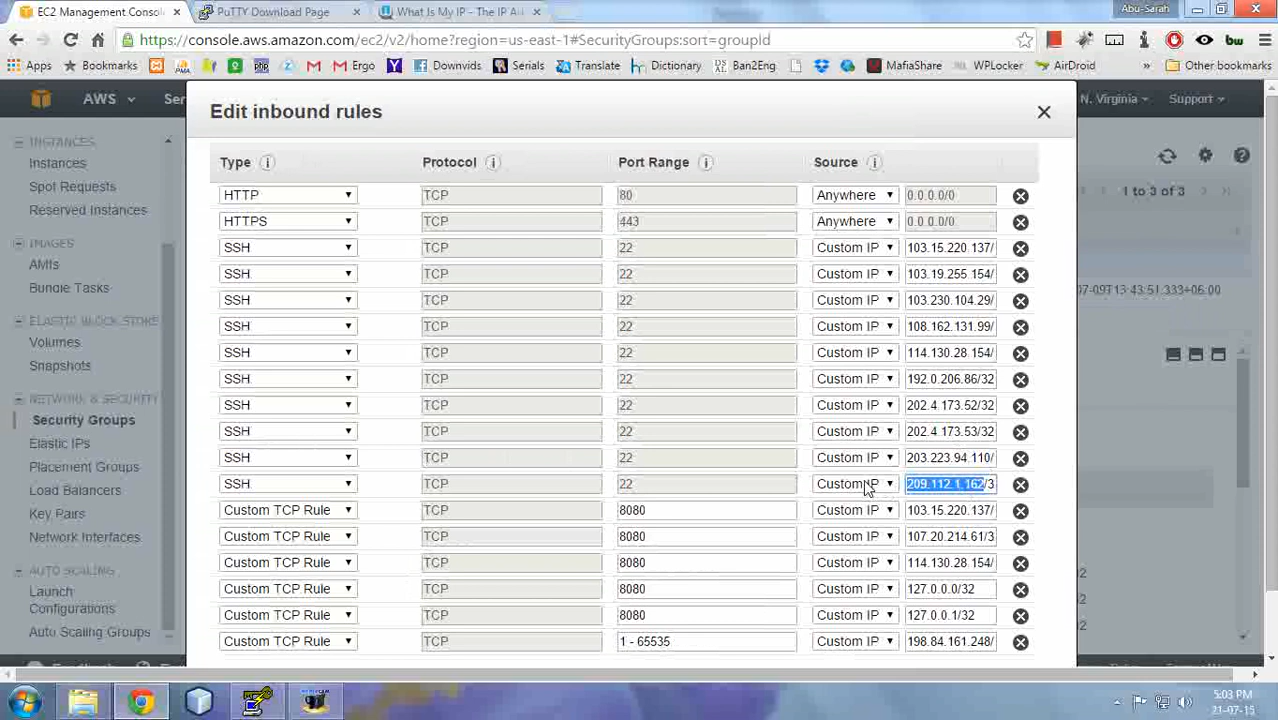 EC2 Management Conso
PuTTY Download Page
What Is My IP - The IP A
Abu-Sarah
https://console.aws.amazon.com/ec2/v2/home?region=us-east-1#SecurityGroups:sort=groupId
Apps
Bookmarks
Ergo
Downvids
Serials
Translate
Dictionary
Ban2Eng
MafiaShare
WPLocker
AirDroid
Other bookmarks
AWS
Ser
N. Virginia
Support
INSTANCES
Instances
Spot Requests
Reserved Instances
IMAGES
AMIs
Bundle Tasks
ELASTIC BLOCK STORE
Volumes
Snapshots
NETWORK & SECURITY
Security Groups
Elastic IPs
Placement Groups
Load Balancers
Key Pairs
Network Interfaces
AUTO SCALING
Launch
Configurations
Auto Scaling Groups
Edit inbound rules
Type Protocol Port Range Source
HTTP TCP 80 Anywhere 0.0.0.0/0
HTTPS TCP 443 Anywhere 0.0.0.0/0
SSH TCP 22 Custom IP 103.15.220.137/
SSH TCP 22 Custom IP 103.19.255.154/
SSH TCP 22 Custom IP 103.230.104.29/
SSH TCP 22 Custom IP 108.162.131.99/
SSH TCP 22 Custom IP 114.130.28.154/
SSH TCP 22 Custom IP 192.0.206.86/32
SSH TCP 22 Custom IP 202.4.173.52/32
SSH TCP 22 Custom IP 202.4.173.53/32
SSH TCP 22 Custom IP 203.223.94.110/
SSH TCP 22 Custom IP 209.112.1.162/3
Custom TCP Rule TCP 8080 Custom IP 103.15.220.137/
Custom TCP Rule TCP 8080 Custom IP 107.20.214.61/3
Custom TCP Rule TCP 8080 Custom IP 114.130.28.154/
Custom TCP Rule TCP 8080 Custom IP 127.0.0.0/32
Custom TCP Rule TCP 8080 Custom IP 127.0.0.1/32
Custom TCP Rule TCP 1 - 65535 Custom IP 198.84.161.248/
1 to 3 of 3
07-09T13:43:51.333+06:00
5:03 PM
21-07-15